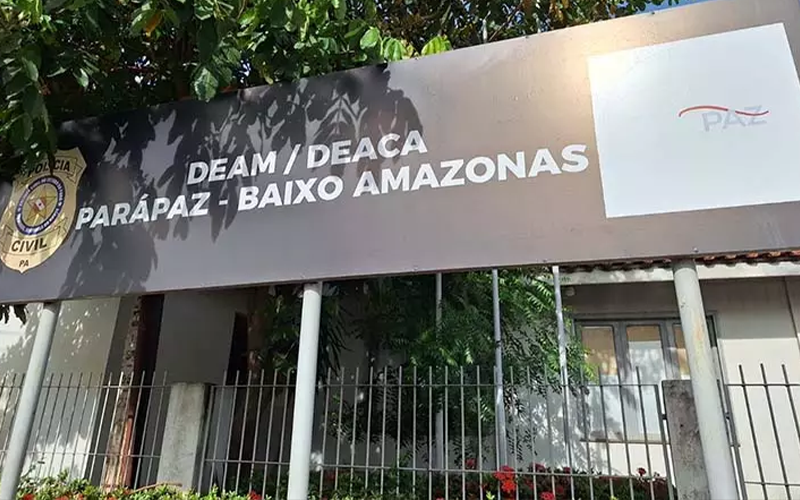 POLÍCIA
CIVIL
PA
DEAM / DEACA
PARÁPAZ - BAIXO AMAZONAS
PAZ